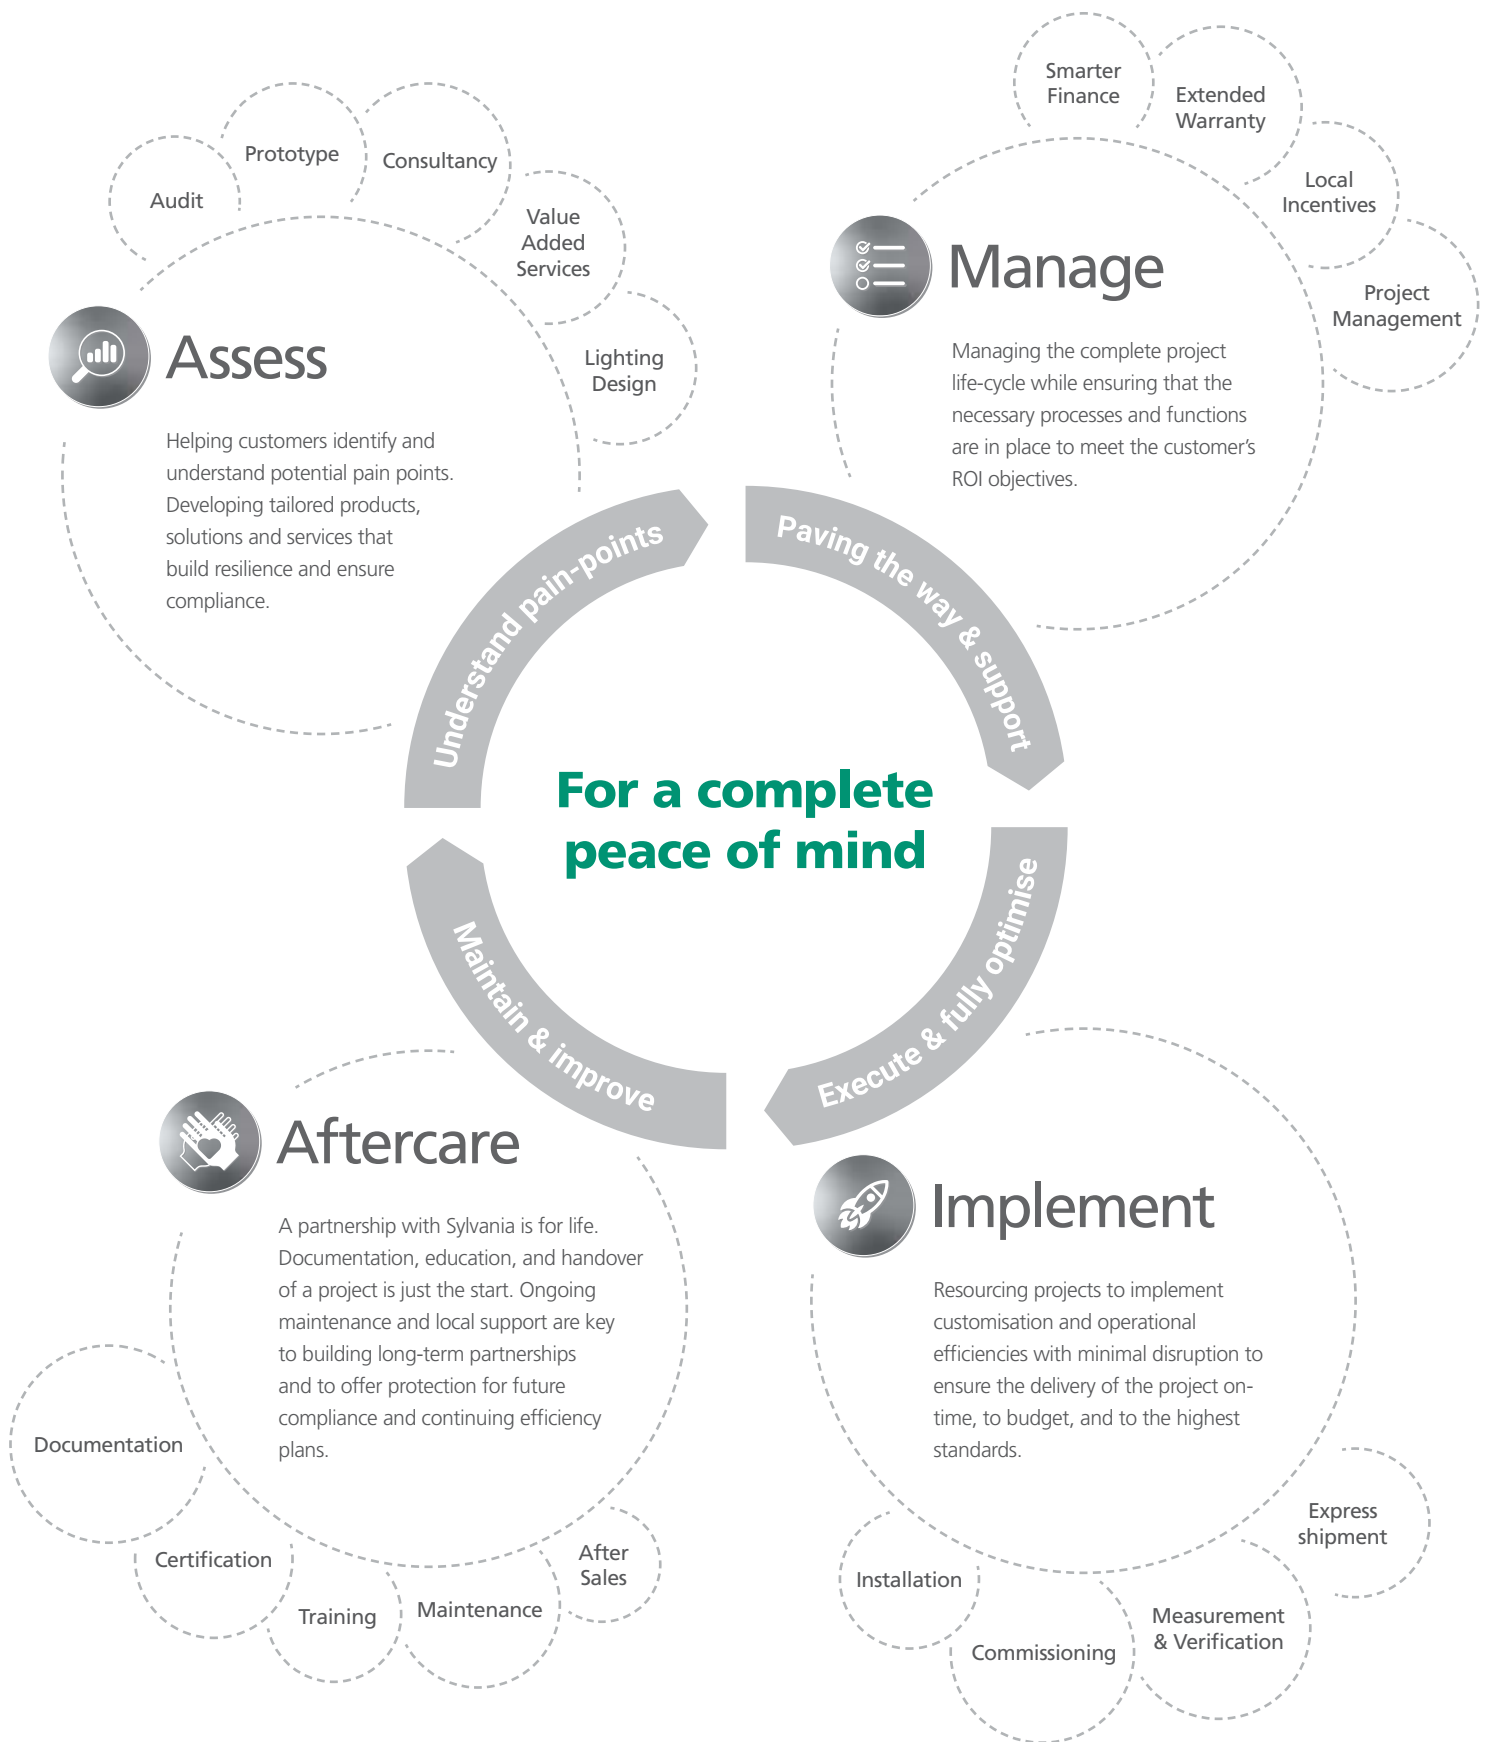 Audit
Prototype
Consultancy
Value
Added
Services
Lighting
Design
Assess
Helping customers identify and
understand potential pain points.
Developing tailored products,
solutions and services that
build resilience and ensure
compliance.
Smarter
Finance
Extended
Warranty
Local
Incentives
Project
Management
Manage
Managing the complete project
life-cycle while ensuring that the
necessary processes and functions
are in place to meet the customer’s
ROI objectives.
Understand pain-points
Paving the way & support
For a complete
peace of mind
Maintain & improve
Execute & fully optimise
Aftercare
A partnership with Sylvania is for life.
Documentation, education, and handover
of a project is just the start. Ongoing
maintenance and local support are key
to building long-term partnerships
and to offer protection for future
compliance and continuing efficiency
plans.
Documentation
Certification
Training
Maintenance
After
Sales
Implement
Resourcing projects to implement
customisation and operational
efficiencies with minimal disruption to
ensure the delivery of the project on-
time, to budget, and to the highest
standards.
Installation
Commissioning
Measurement
& Verification
Express
shipment